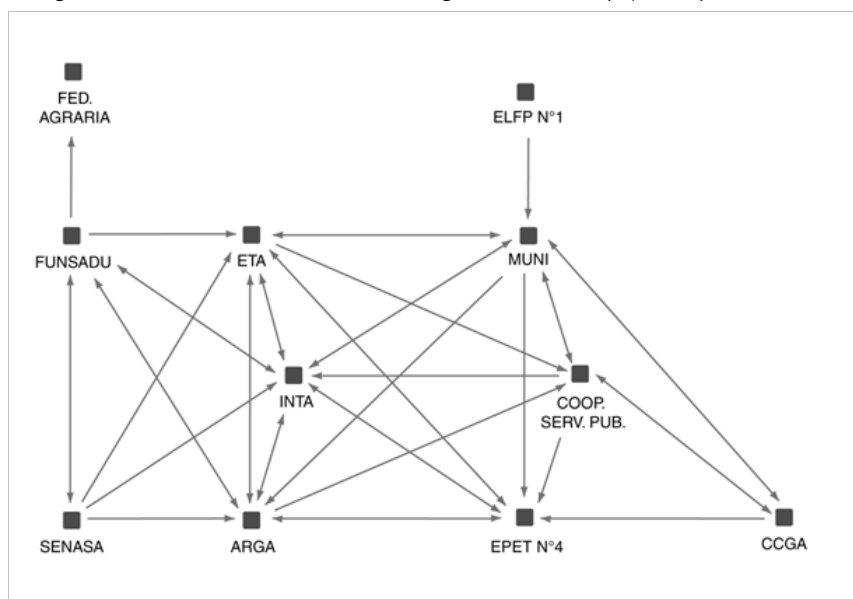 FED.
AGRARIA
ELFP N°1
FUNSADU
ETA
MUNI
INTA
COOP.
SERV. PUB.
SENASA
ARGA
EPET N°4
CCGA